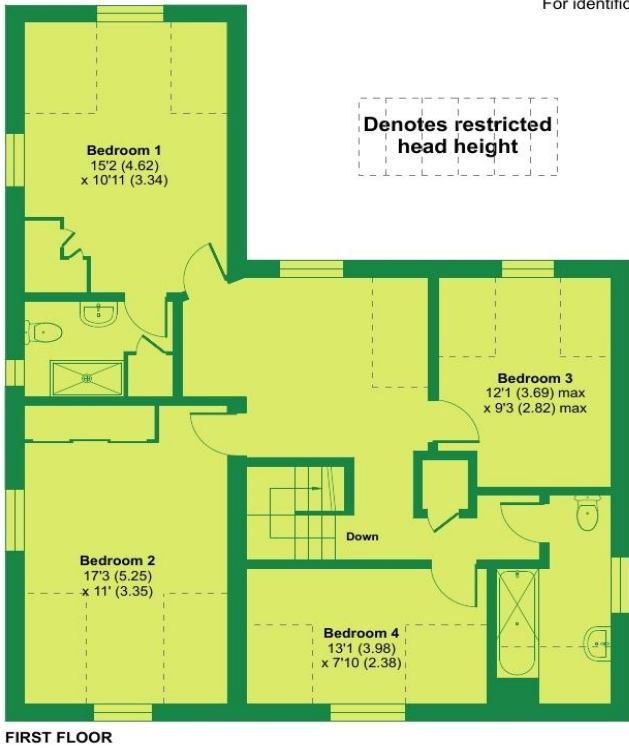 For identific
Denotes restricted
head height
Bedroom 1
15'2 (4.62)
x 10'11 (3.34)
Bedroom 3
12'1 (3.69) max
x 9'3 (2.82) max
Down
Bedroom 2
17'3 (5.25)
x 11' (3.35)
Bedroom 4
13'1 (3.98)
x 7'10 (2.38)
FIRST FLOOR